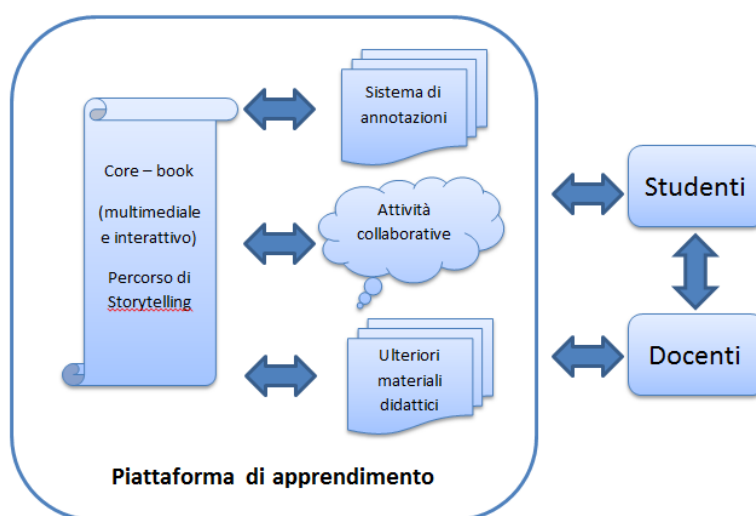 Sistema di
annotazioni
Core – book
(multimediale
e interattivo)
Percorso di
Storytelling
Attività
collaborative
Ulteriori
materiali
didattici
Studenti
Docenti
Piattaforma di apprendimento